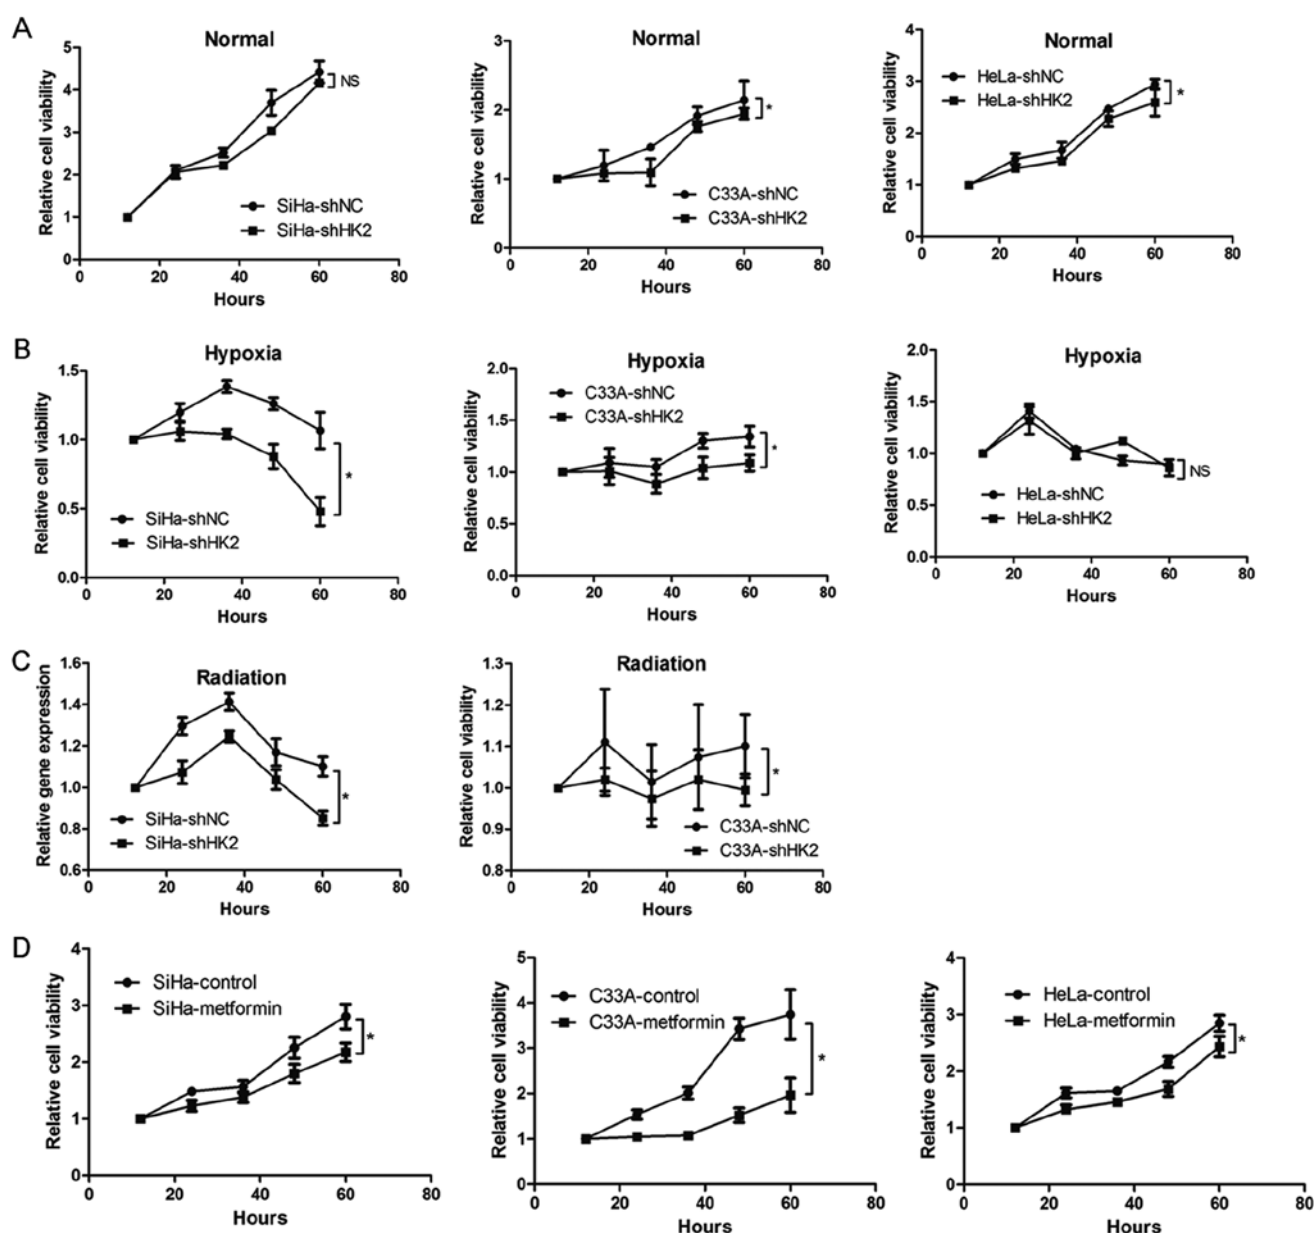 A
Normal
Relative cell viability
5
4
3
2
1
0
NS
SiHa-shNC
SiHa-shHK2
0 20 40 60 80
Hours
Normal
Relative cell viability
3
2
1
0
*
C33A-shNC
C33A-shHK2
0 20 40 60 80
Hours
Normal
Relative cell viability
4
3
2
1
0
HeLa-shNC
HeLa-shHK2
*
0 20 40 60 80
Hours
B
Hypoxia
Relative cell viability
1.5
1.0
0.5
0.0
*
SiHa-shNC
SiHa-shHK2
0 20 40 60 80
Hours
Hypoxia
Relative cell viability
2.0
1.5
1.0
0.5
0.0
C33A-shNC
C33A-shHK2
*
0 20 40 60 80
Hours
Hypoxia
Relative cell viability
2.0
1.5
1.0
0.5
0.0
NS
HeLa-shNC
HeLa-shHK2
0 20 40 60 80
Hours
C
Radiation
Relative gene expression
1.6
1.4
1.2
1.0
0.8
0.6
*
SiHa-shNC
SiHa-shHK2
0 20 40 60 80
Hours
Radiation
Relative cell viability
1.3
1.2
1.1
1.0
0.9
0.8
*
C33A-shNC
C33A-shHK2
0 20 40 60 80
Hours
D
Relative cell viability
4
3
2
1
0
SiHa-control
SiHa-metformin
*
0 20 40 60 80
Hours
Relative cell viability
5
4
3
2
1
0
C33A-control
C33A-metformin
*
0 20 40 60 80
Hours
Relative cell viability
4
3
2
1
0
HeLa-control
HeLa-metformin
*
0 20 40 60 80
Hours